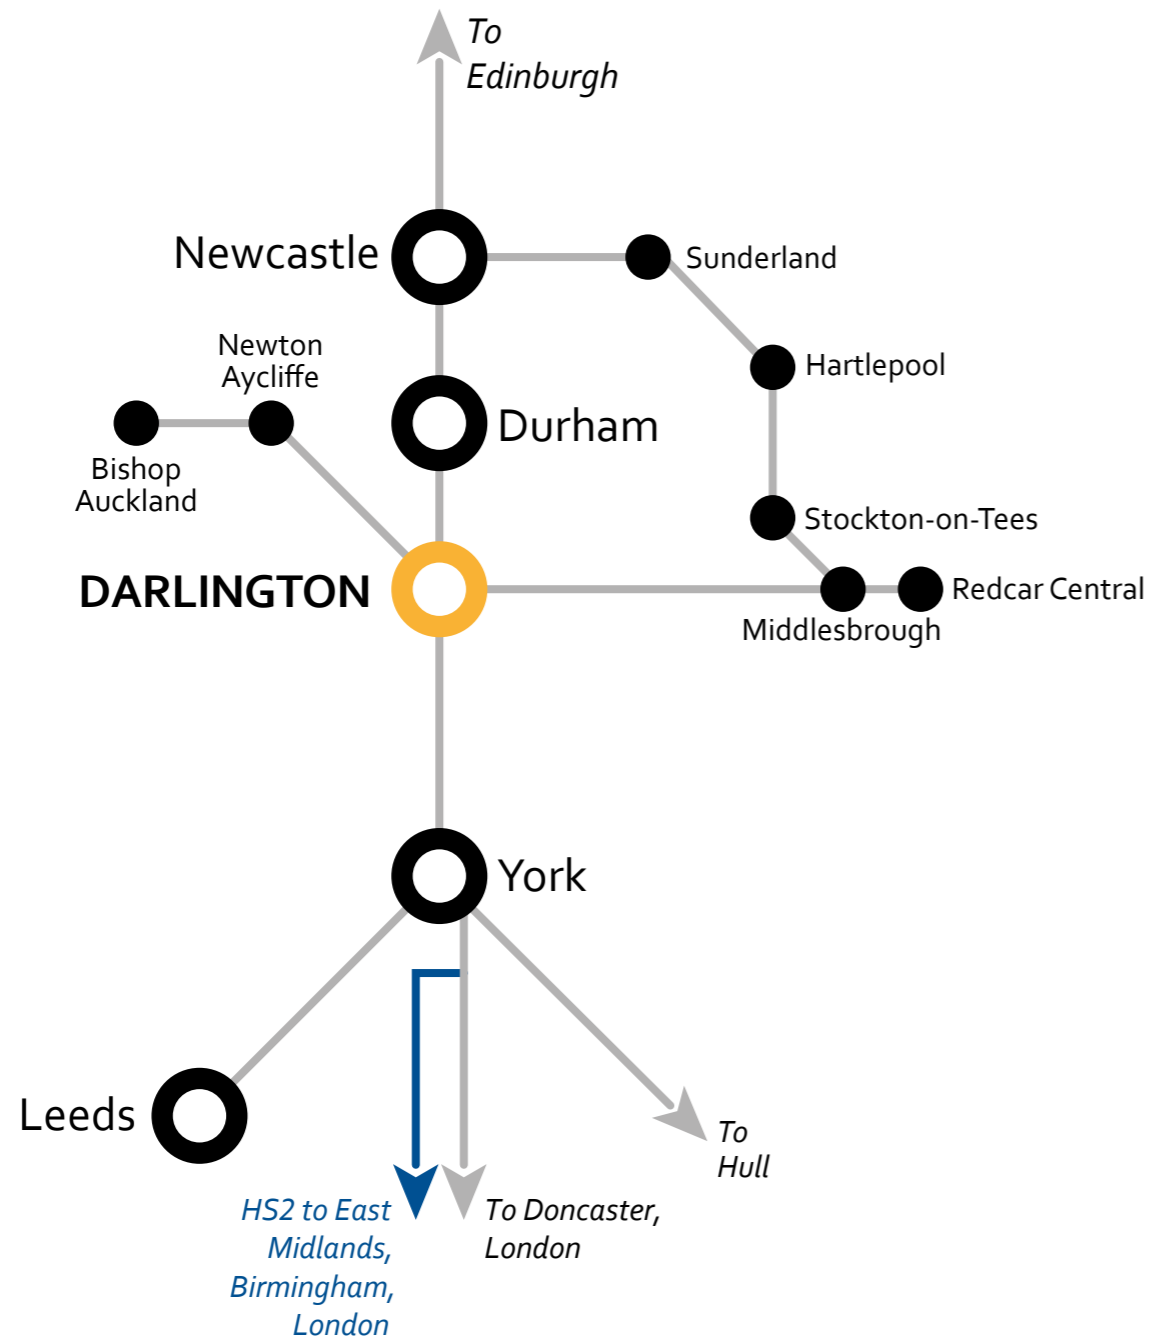 To
Edinburgh
Newcastle
Sunderland
Newton
Aycliffe
Hartlepool
Durham
Bishop
Auckland
Stockton-on-Tees
DARLINGTON
Redcar Central
Middlesbrough
York
Leeds
To
Hull
HS2 to East
Midlands,
Birmingham,
London
To Doncaster,
London